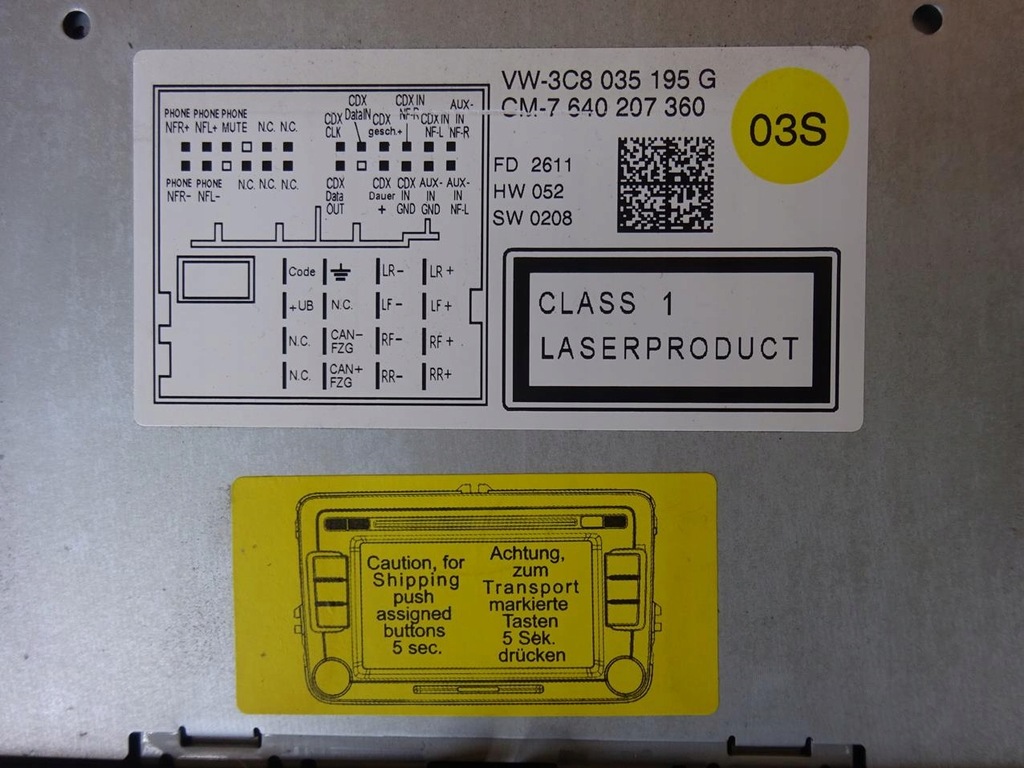 VW-3C8 035 195 G
CM-7 640 207 360
03S
FD 2611
HW 052
SW 0208
CDX CDX IN AUX-
PHONE PHONE PHONE CDX DataIN CDX NF-R CDX IN IN
NFR+ NFL+ MUTE N.C. N.C. CLK gesch.+ NF-L NF-R
PHONE PHONE N.C. N.C. N.C. CDX CDX CDX AUX- AUX-
NFR- NFL- Data Dauer IN IN IN
OUT + GND GND NF-L
Code LR- LR+
+UB N.C. LF- LF+
N.C. CAN- FZG RF- RF+
N.C. CAN+ FZG RR- RR+
CLASS 1
LASERPRODUCT
Caution, for
Shipping
push
assigned
buttons
5 sec.
Achtung,
zum
Transport
markierte
Tasten
5 Sek.
drücken